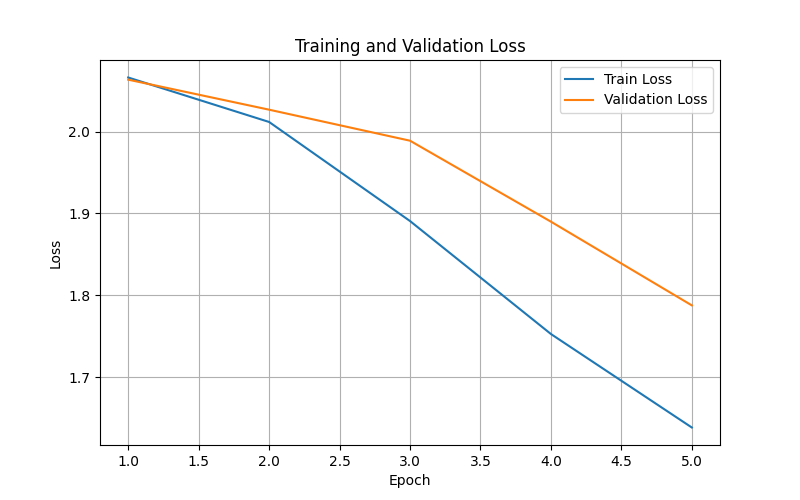 Training and Validation Loss
Train Loss
Validation Loss
Loss
2.0
1.9
1.8
1.7
1.0 1.5 2.0 2.5 3.0 3.5 4.0 4.5 5.0
Epoch